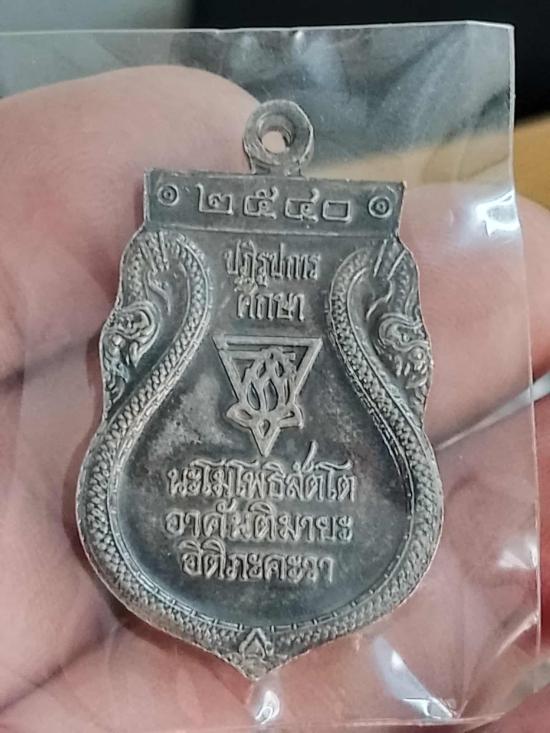 ๒๕๔๐
ปฏิรูปการ
ศึกษา
นะโมโพธิสัตโต
อาคันติมายะ
อิติภะคะวา